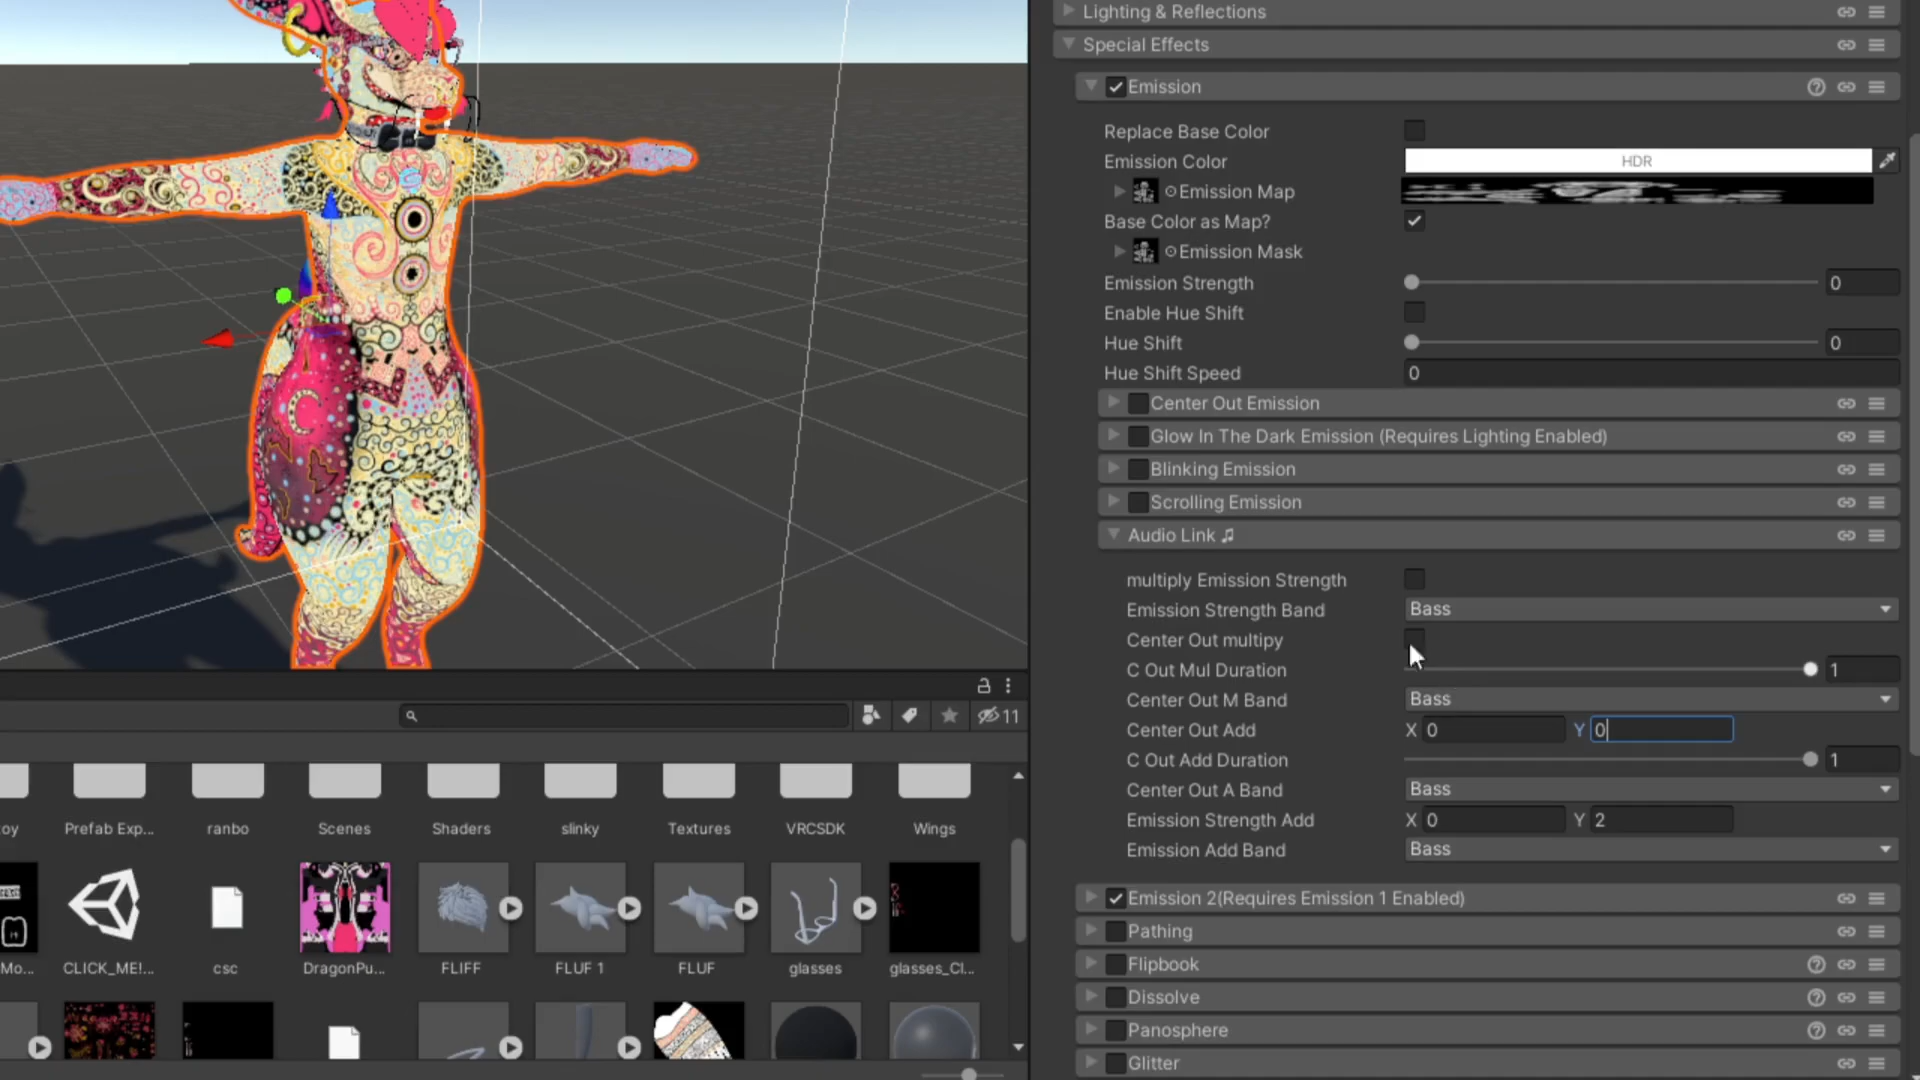 Lighting & Reflections
Special Effects
Emission
Replace Base Color
Emission Color HDR
Emission Map
Base Color as Map?
Emission Mask
Emission Strength 0
Enable Hue Shift
Hue Shift 0
Hue Shift Speed 0
Center Out Emission
Glow In The Dark Emission (Requires Lighting Enabled)
Blinking Emission
Scrolling Emission
Audio Link ♫
multiply Emission Strength
Emission Strength Band Bass
Center Out multipy
C Out Mul Duration 1
Center Out M Band Bass
Center Out Add X 0 Y 0
C Out Add Duration 1
Center Out A Band Bass
Emission Strength Add X 0 Y 2
Emission Add Band Bass
Emission 2(Requires Emission 1 Enabled)
Pathing
Flipbook
Dissolve
Panosphere
Glitter
11
oy Prefab Exp... ranbo Scenes Shaders slinky Textures VRCSDK Wings
Mo... CLICK_ME!... csc DragonPu... FLIFF FLUF 1 FLUF glasses glasses_Cl...